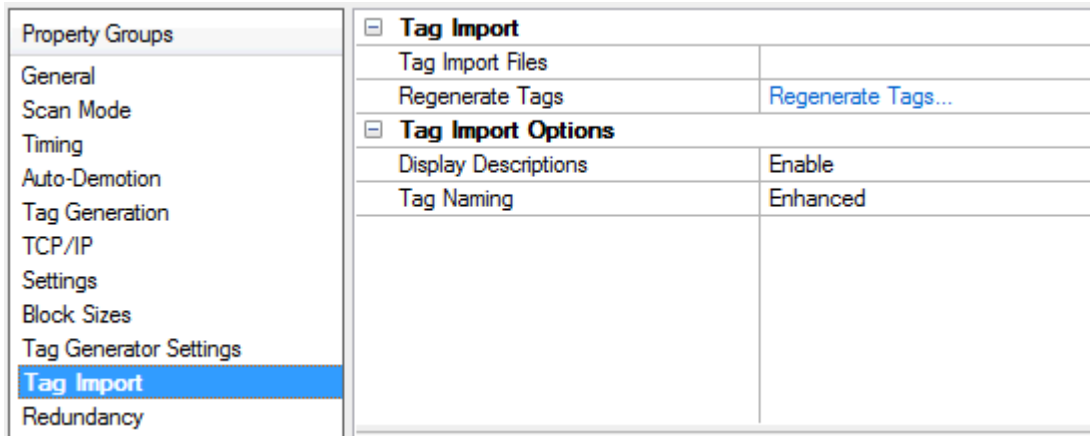 Property Groups
General
Scan Mode
Timing
Auto-Demotion
Tag Generation
TCP/IP
Settings
Block Sizes
Tag Generator Settings
Tag Import
Redundancy
Tag Import
Tag Import Files
Regenerate Tags Regenerate Tags...
Tag Import Options
Display Descriptions Enable
Tag Naming Enhanced